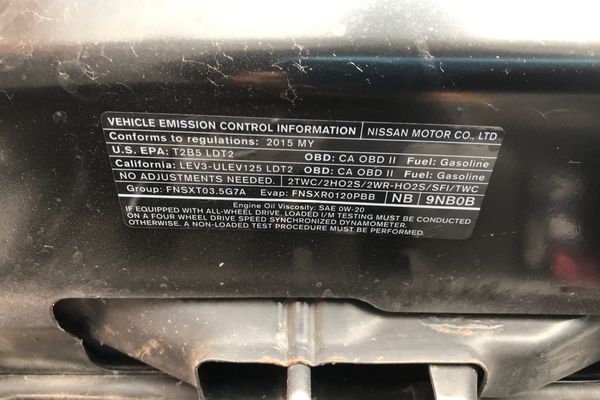 VEHICLE EMISSION CONTROL INFORMATION NISSAN MOTOR CO., LTD
Conforms to regulations: 2015 MY
U.S. EPA: T2B5 LDT2 OBD: CA OBD II Fuel: Gasoline
California: LEV3-ULEV125 LDT2 OBD: CA OBD II Fuel: Gasoline
NO ADJUSTMENTS NEEDED. 2TWC/2HO2S/2WR-HO2S/SFI/TWC
Group: FNSXT03.5G7A Evap: FNSXR0120PBB NB 9NB0B
Engine Oil Viscosity: SAE 0W-20
IF EQUIPPED WITH ALL-WHEEL DRIVE, LOADED I/M TESTING MUST BE CONDUCTED
ON A FOUR WHEEL DRIVE SPEED SYNCHRONIZED DYNAMOMETER.
OTHERWISE, A NON-LOADED TEST PROCEDURE MUST BE PERFORMED.